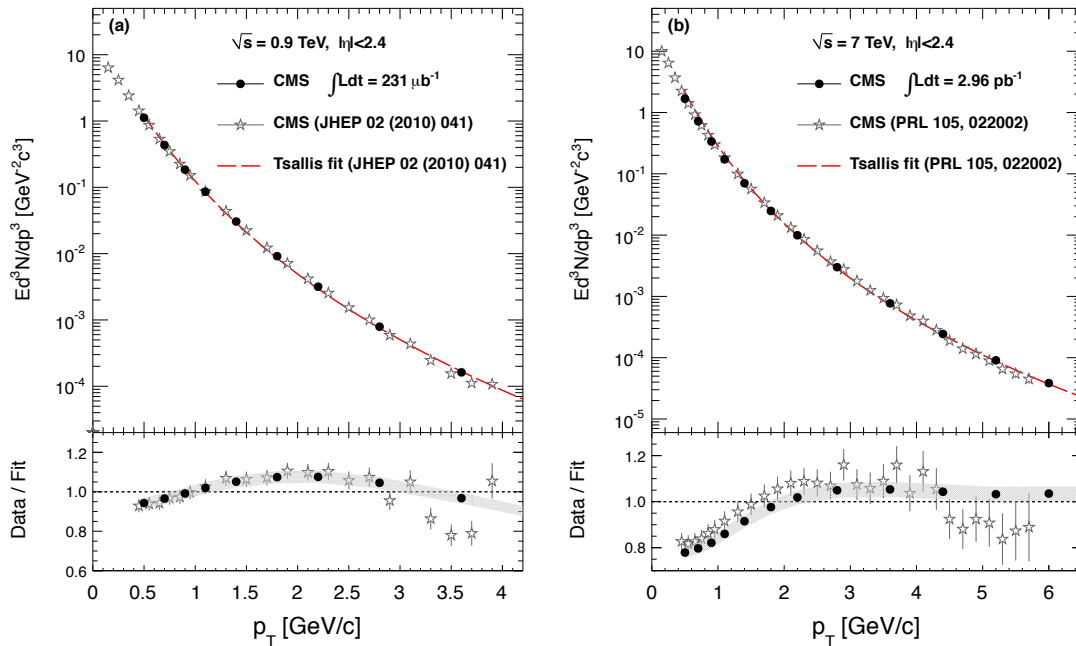 (a)
√s = 0.9 TeV, |η|<2.4
CMS ∫Ldt = 231 μb⁻¹
CMS (JHEP 02 (2010) 041)
Tsallis fit (JHEP 02 (2010) 041)
Ed³N/dp³ [GeV⁻²c³]
10
1
10⁻¹
10⁻²
10⁻³
10⁻⁴
Data / Fit
1.2
1.0
0.8
0.6
0 0.5 1 1.5 2 2.5 3 3.5 4
p_T [GeV/c]
(b)
√s = 7 TeV, |η|<2.4
CMS ∫Ldt = 2.96 pb⁻¹
CMS (PRL 105, 022002)
Tsallis fit (PRL 105, 022002)
Ed³N/dp³ [GeV⁻²c³]
10
1
10⁻¹
10⁻²
10⁻³
10⁻⁴
10⁻⁵
Data / Fit
1.2
1.0
0.8
0 1 2 3 4 5 6
p_T [GeV/c]